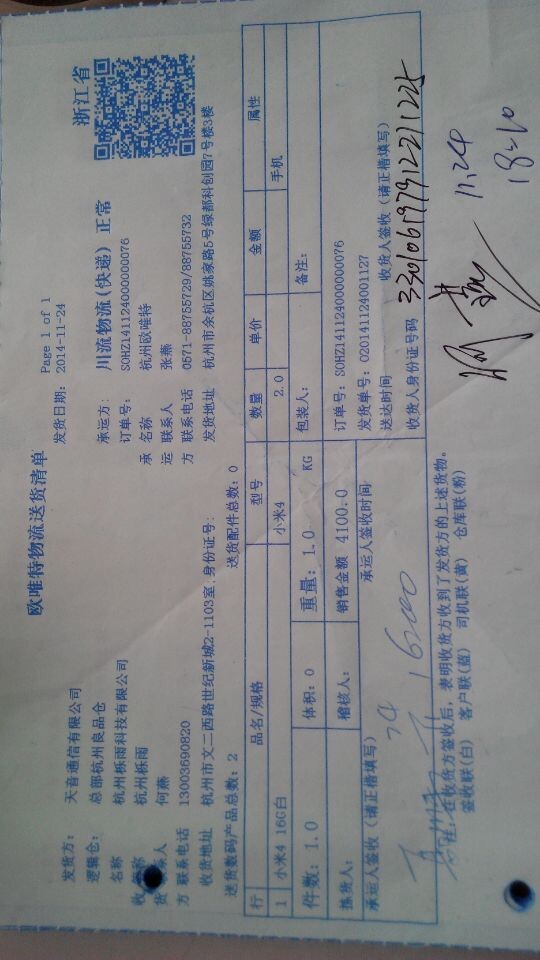 欧唯特物流送货清单
Page 1 of 1
发货日期: 2014-11-24
浙江省
发货方: 天音通信有限公司
承运方: 川流物流(快递) 正常
逻辑仓: 总部杭州良品仓
订单号: SOHZ14112400000000076
名称 杭州栎雨科技有限公司
承 名称 杭州欧唯特
杭州栎雨
运 联系人 张燕
何燕
方 联系电话 0571-88755729/88755732
方 联系电话 13003690820
发货地址 杭州市余杭区姚家路5号绿都科创园7号楼3楼
收货地址 杭州市文二西路世纪新城2-1103室,身份证号:
送货数码产品总数: 2 送货配件总数: 0
行 品名/规格 型号 数量 单价 金额 属性
1 小米4 16G白 小米4 2.0 手机
件数: 1.0 体积: 0 重量: 1.0 KG 包装人: 备注:
拣货人: 稽核人: 销售金额 4100.0
订单号: SOHZ14112400000000076
发货单号: 020141124001127
承运人签收(请正楷填写) 承运人签收时间
送达时间 收货人签收(请正楷填写)
收货人身份证号码
11.24
18:20
在收货方签收后, 表明收货方收到了发货方的上述货物。
签收联(白) 客户联(蓝) 司机联(黄) 仓库联(粉)